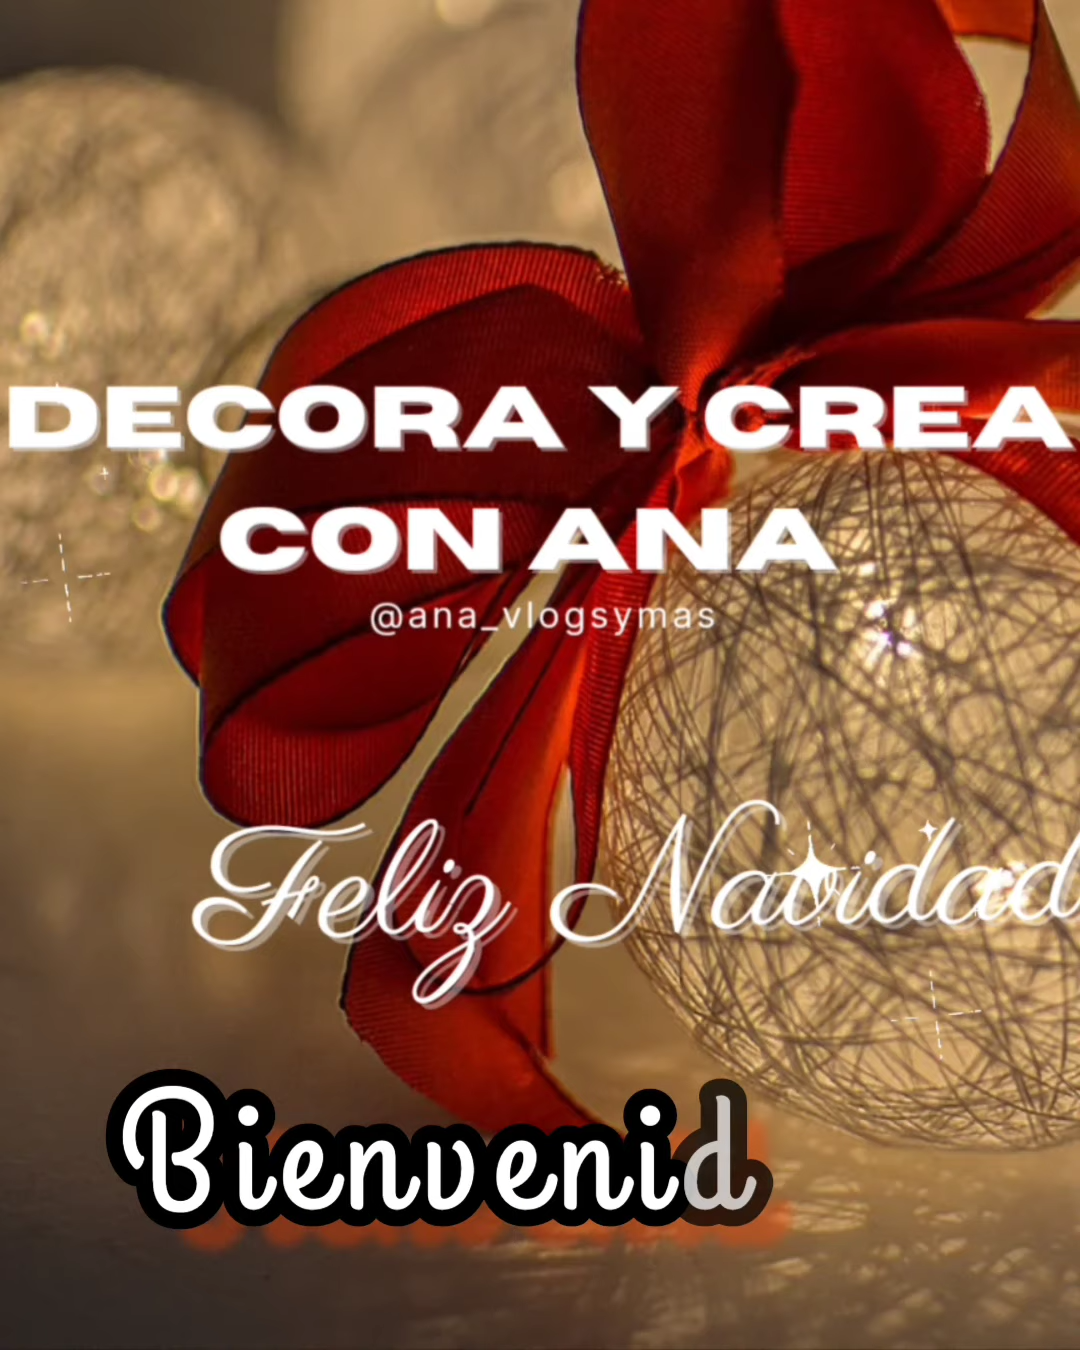 DECORA Y CREA
CON ANA
@ana_vlogsymas
Feliz Navidad
Bienvenid